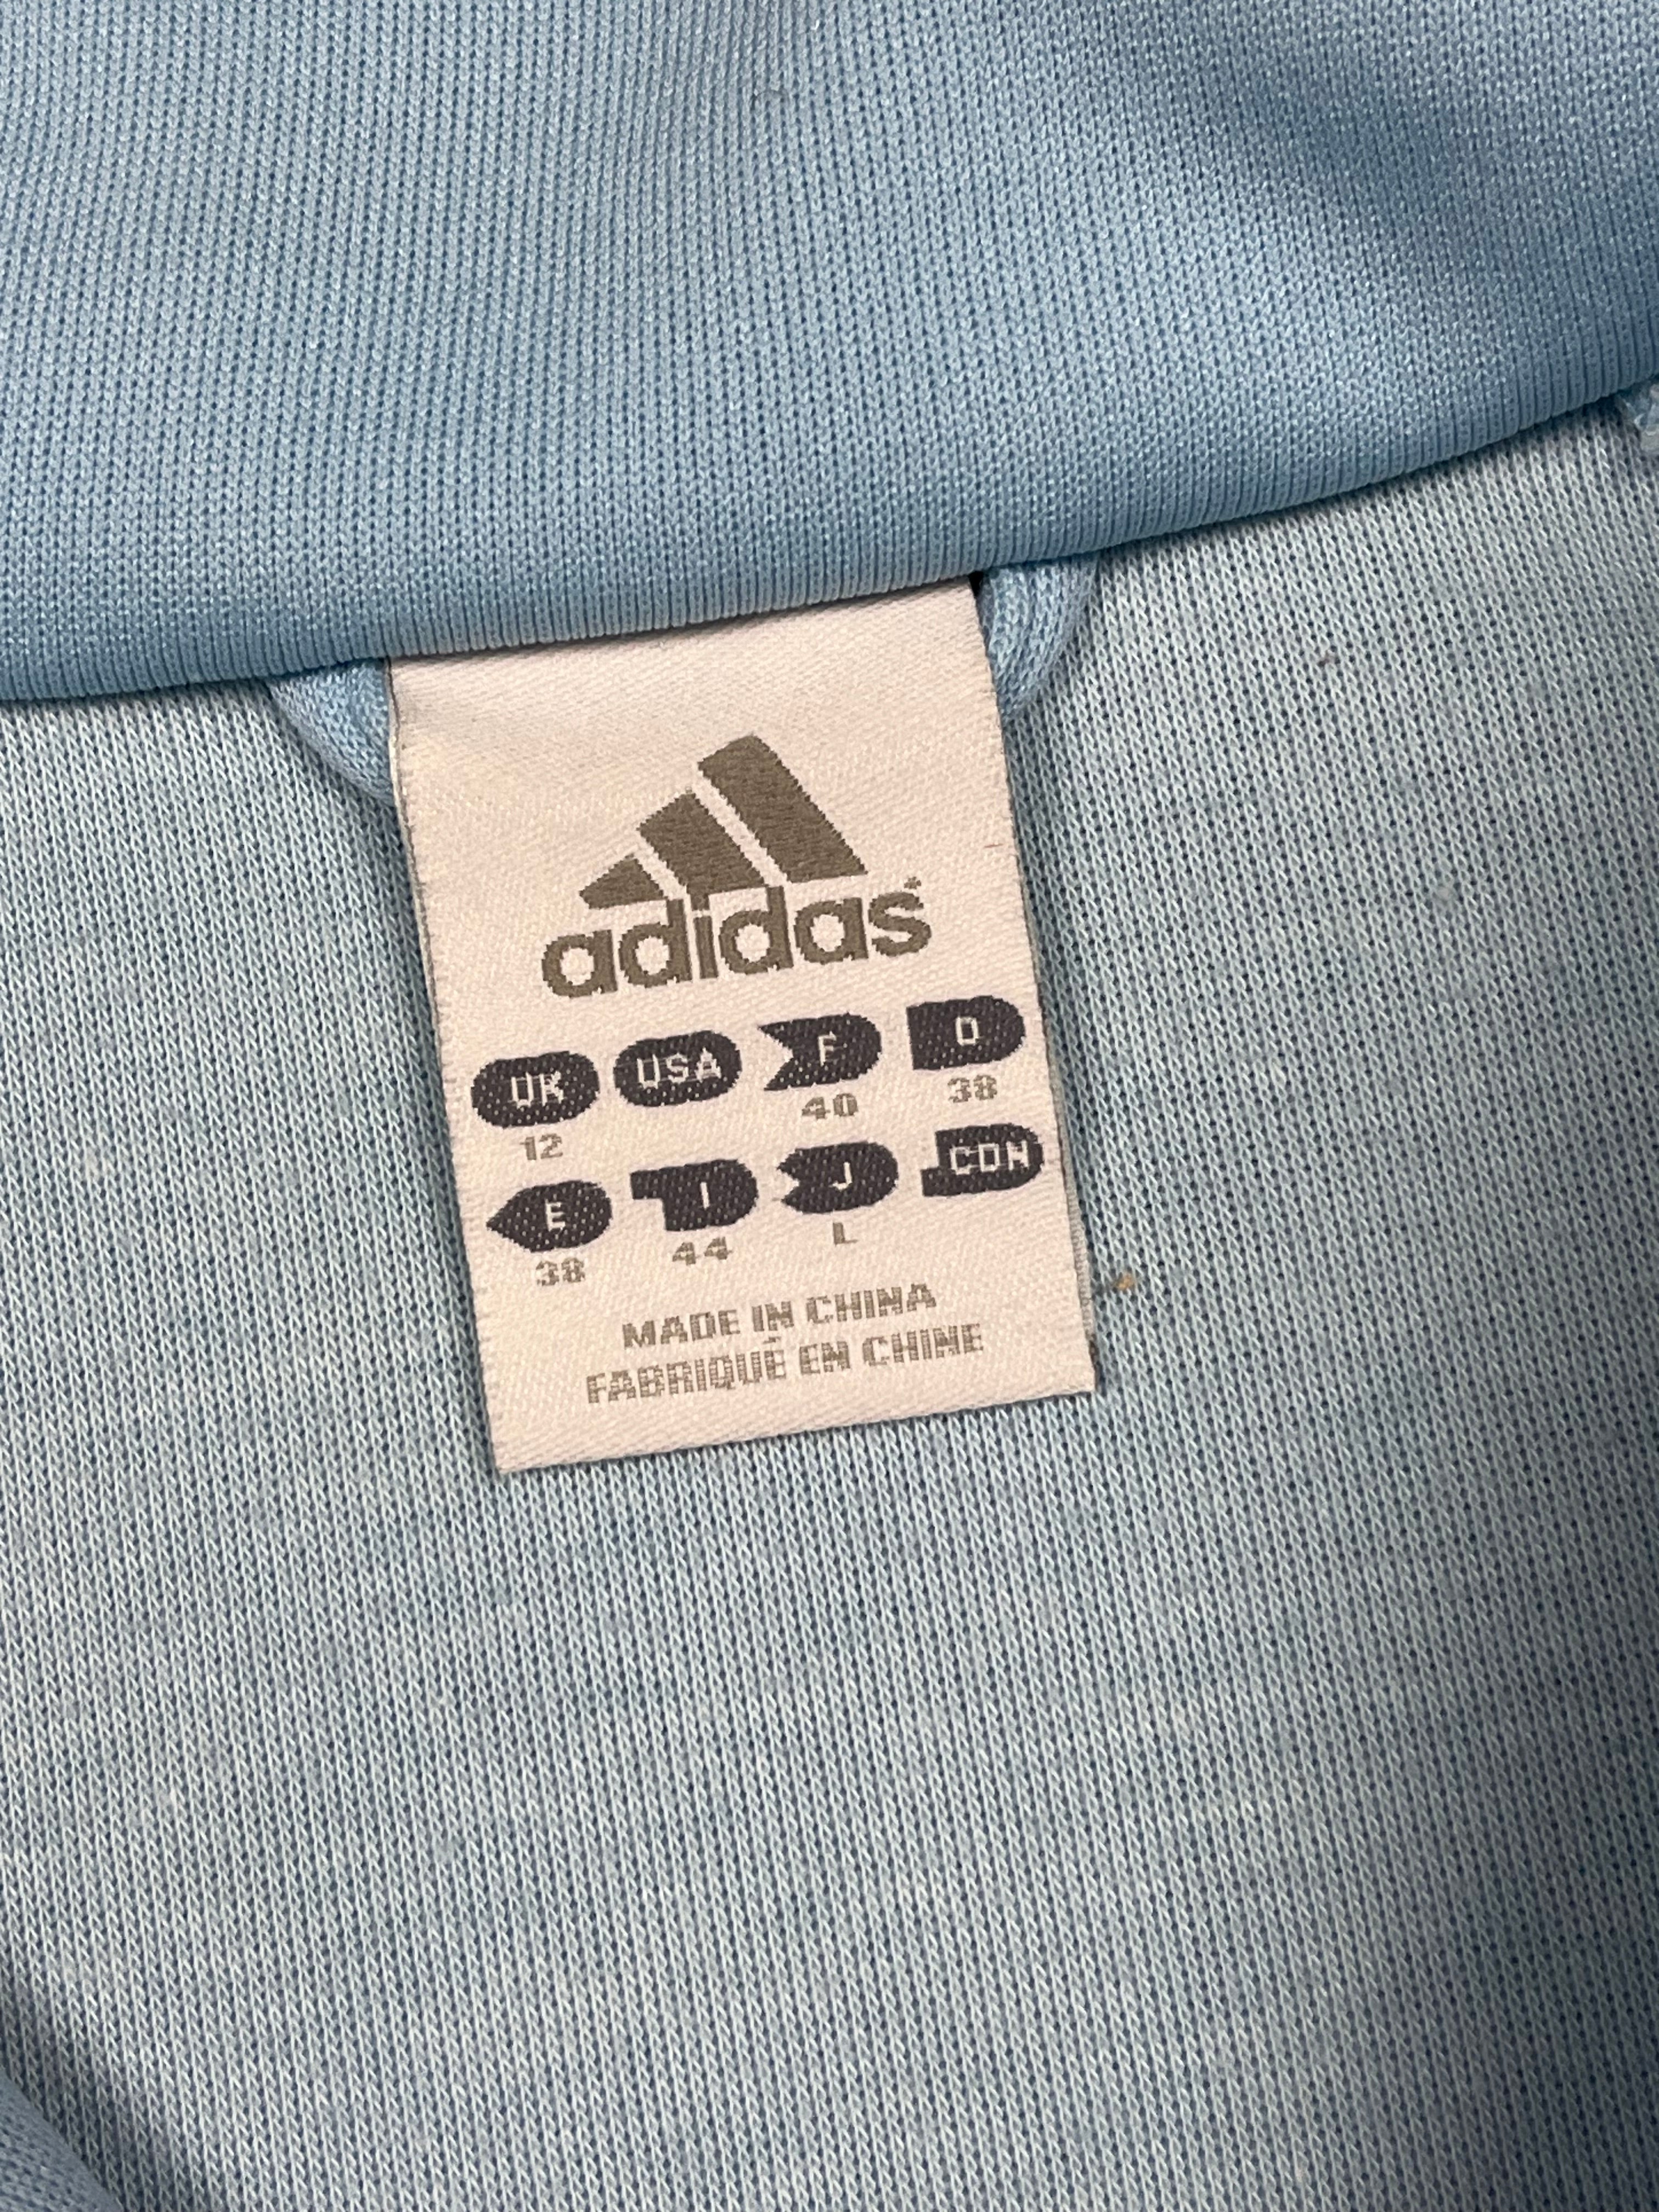 adidas
UK USA F D
12 40 38
E I J CDN
38 44 L
MADE IN CHINA
FABRIQUÉ EN CHINE